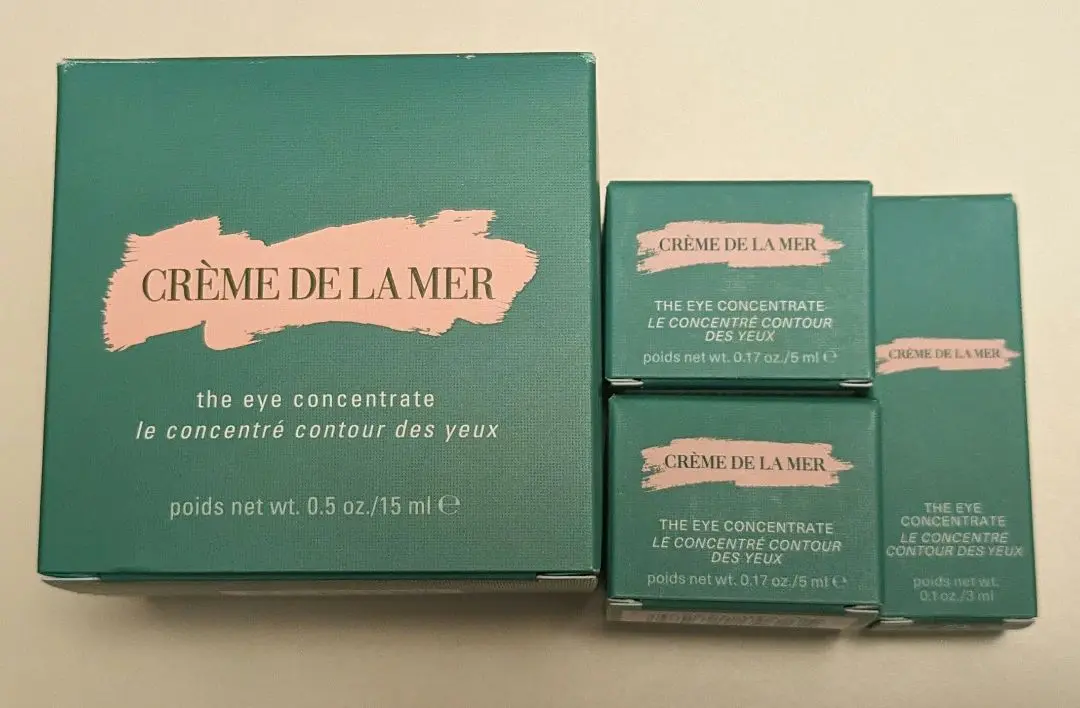 CRÈME DE LA MER
the eye concentrate
le concentré contour des yeux
poids net wt. 0.5 oz./15 ml ℮
CRÈME DE LA MER
THE EYE CONCENTRATE
LE CONCENTRÉ CONTOUR
DES YEUX
poids net wt. 0.17 oz./5 ml ℮
CRÈME DE LA MER
THE EYE CONCENTRATE
LE CONCENTRÉ CONTOUR
DES YEUX
poids net wt. 0.17 oz./5 ml ℮
CRÈME DE LA MER
THE EYE
CONCENTRATE
LE CONCENTRÉ
CONTOUR DES YEUX
poids net wt.
0.1 oz./3 ml